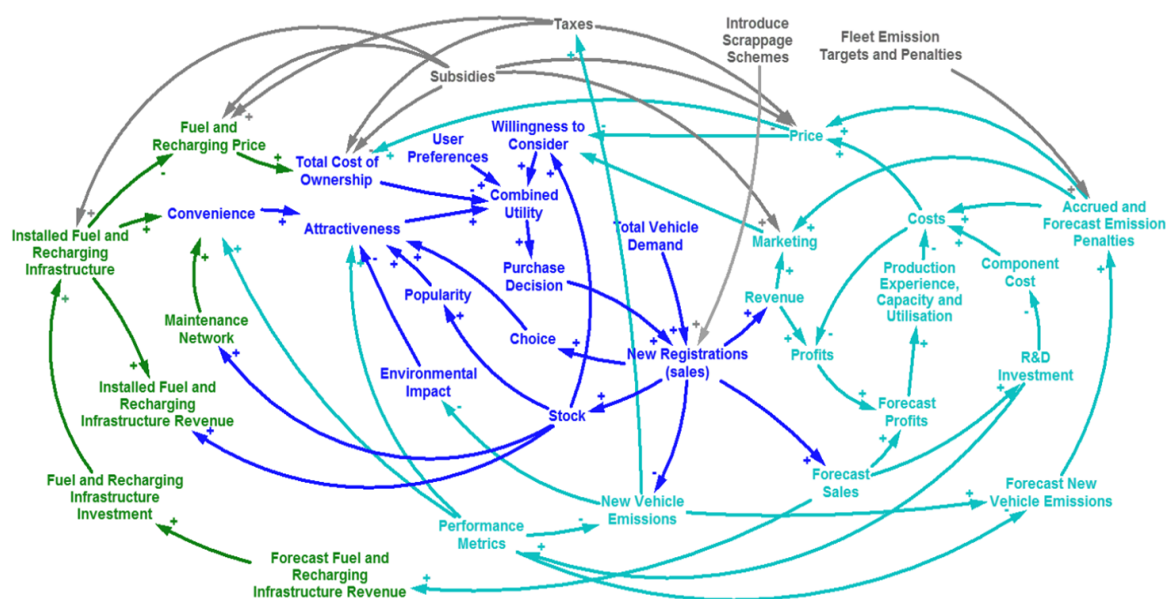 Taxes
Introduce
Scrappage
Schemes
Fleet Emission
Targets and Penalties
Subsidies
Fuel and
Recharging Price
User
Preferences
Willingness to
Consider
Price
Total Cost of
Ownership
Combined
Utility
Convenience
Attractiveness
Installed Fuel and
Recharging
Infrastructure
Total Vehicle
Demand
Marketing
Costs
Accrued and
Forecast Emission
Penalties
Purchase
Decision
Production
Experience,
Capacity and
Utilisation
Component
Cost
Popularity
Revenue
Maintenance
Network
Choice
New Registrations
(sales)
Profits
R&D
Investment
Environmental
Impact
Installed Fuel and
Recharging
Infrastructure Revenue
Stock
Forecast
Profits
Fuel and Recharging
Infrastructure
Investment
Forecast
Sales
Forecast New
Vehicle Emissions
New Vehicle
Emissions
Performance
Metrics
Forecast Fuel and
Recharging
Infrastructure Revenue